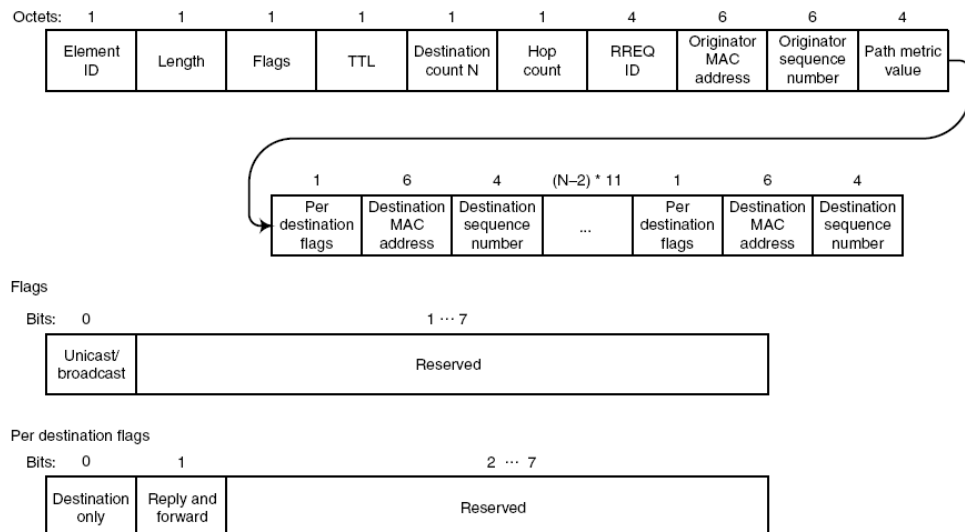 Octets: 1 1 1 1 1 1 4 6 6 4
Element ID Length Flags TTL Destination count N Hop count RREQ ID Originator MAC address Originator sequence number Path metric value
1 6 4 (N–2) * 11 1 6 4
Per destination flags Destination MAC address Destination sequence number ... Per destination flags Destination MAC address Destination sequence number
Flags
Bits: 0 1 ··· 7
Unicast/ broadcast Reserved
Per destination flags
Bits: 0 1 2 ··· 7
Destination only Reply and forward Reserved